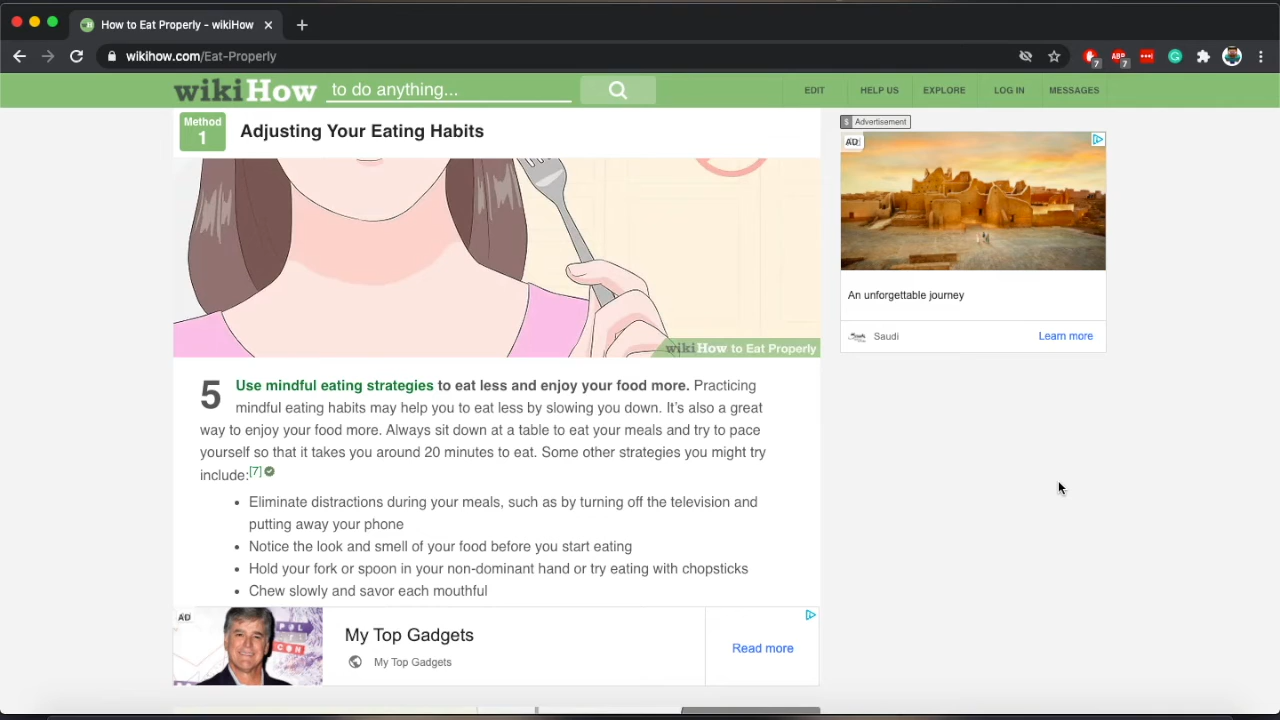 How to Eat Properly - wikiHow
wikihow.com/Eat-Properly
7
ABP
7
wikiHow
to do anything...
EDIT
HELP US
EXPLORE
LOG IN
MESSAGES
Method
1
Adjusting Your Eating Habits
$ Advertisement
AD
An unforgettable journey
Saudi
Learn more
wikiHow to Eat Properly
5
Use mindful eating strategies to eat less and enjoy your food more. Practicing
mindful eating habits may help you to eat less by slowing you down. It's also a great
way to enjoy your food more. Always sit down at a table to eat your meals and try to pace
yourself so that it takes you around 20 minutes to eat. Some other strategies you might try
include:[7]
• Eliminate distractions during your meals, such as by turning off the television and
putting away your phone
• Notice the look and smell of your food before you start eating
• Hold your fork or spoon in your non-dominant hand or try eating with chopsticks
• Chew slowly and savor each mouthful
AD
POL
CON
My Top Gadgets
My Top Gadgets
Read more